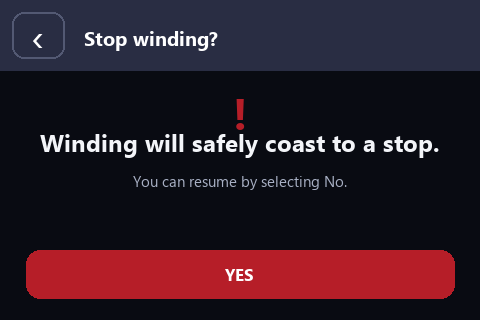 Stop winding?
!
Winding will safely coast to a stop.
You can resume by selecting No.
YES